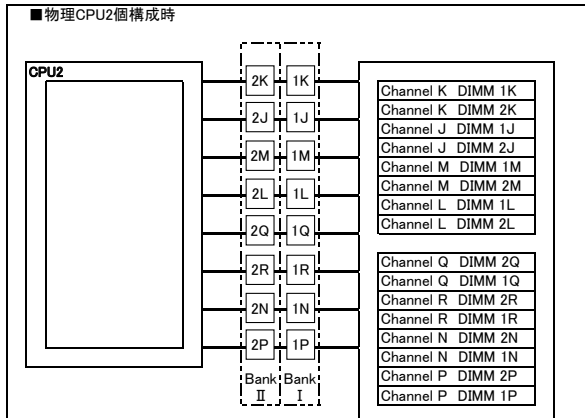 ■物理CPU2個構成時
CPU2
2K 1K
2J 1J
2M 1M
2L 1L
2Q 1Q
2R 1R
2N 1N
2P 1P
Bank Bank
Ⅱ Ⅰ
Channel K DIMM 1K
Channel K DIMM 2K
Channel J DIMM 1J
Channel J DIMM 2J
Channel M DIMM 1M
Channel M DIMM 2M
Channel L DIMM 1L
Channel L DIMM 2L
Channel Q DIMM 2Q
Channel Q DIMM 1Q
Channel R DIMM 2R
Channel R DIMM 1R
Channel N DIMM 2N
Channel N DIMM 1N
Channel P DIMM 2P
Channel P DIMM 1P